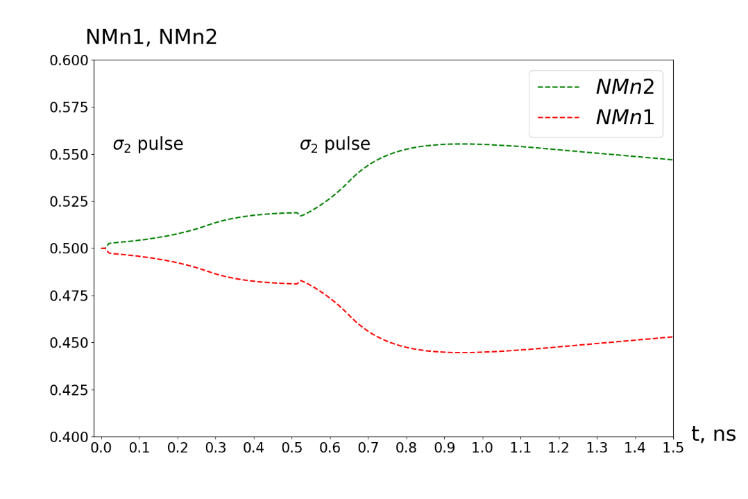 NMn1, NMn2
0.600
NMn2
0.575
NMn1
σ₂ pulse
σ₂ pulse
0.550
0.525
0.500
0.475
0.450
0.425
0.400
0.0 0.1 0.2 0.3 0.4 0.5 0.6 0.7 0.8 0.9 1.0 1.1 1.2 1.3 1.4 1.5
t, ns